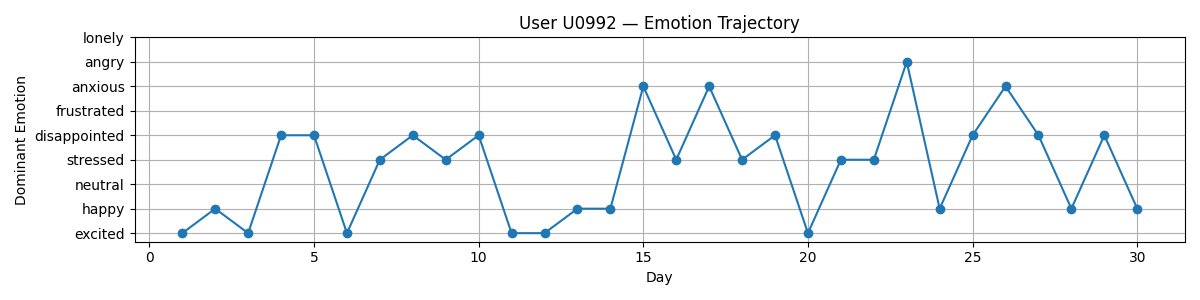 User U0992 — Emotion Trajectory
Dominant Emotion
lonely
angry
anxious
frustrated
disappointed
stressed
neutral
happy
excited
0 5 10 15 20 25 30
Day